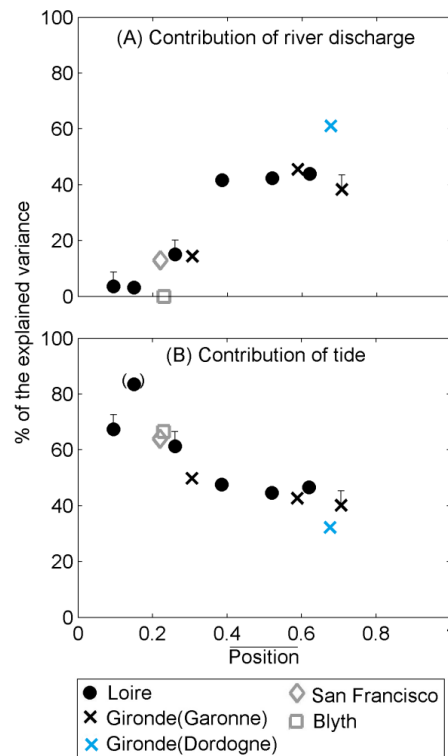 (A) Contribution of river discharge
100
80
60
40
20
0
% of the explained variance
(B) Contribution of tide
100
80
60
40
20
0
( )
0 0.2 0.4 0.6 0.8 1
Position
Loire
Gironde(Garonne)
Gironde(Dordogne)
San Francisco
Blyth